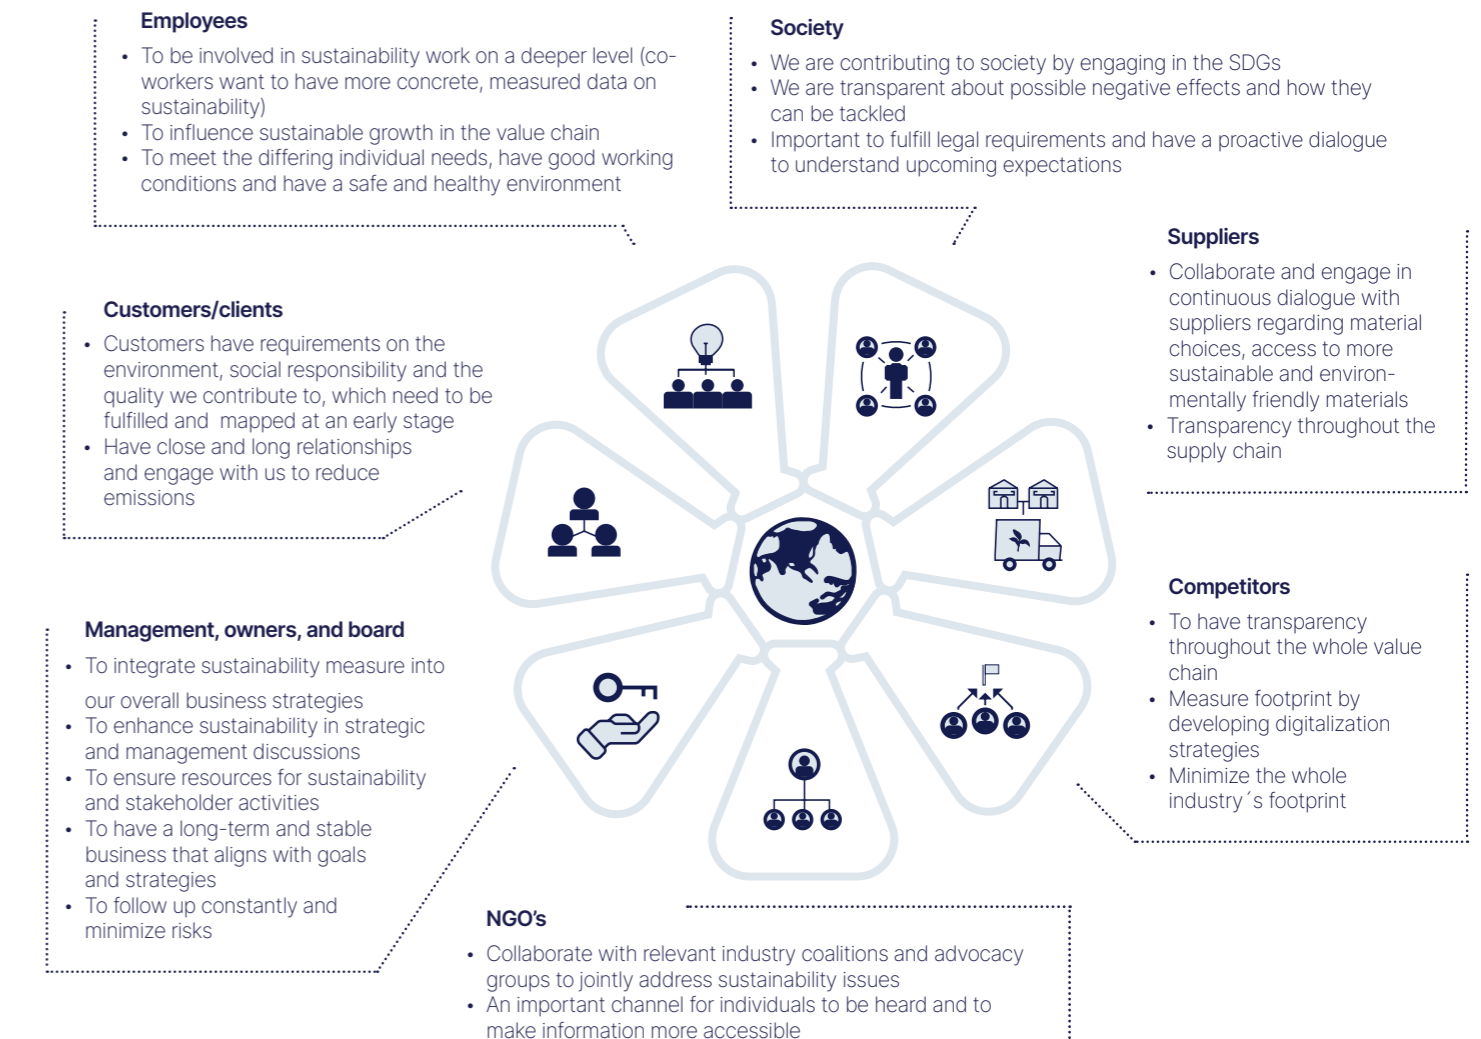 Employees
• To be involved in sustainability work on a deeper level (co-
workers want to have more concrete, measured data on
sustainability)
• To influence sustainable growth in the value chain
• To meet the differing individual needs, have good working
conditions and have a safe and healthy environment
Society
• We are contributing to society by engaging in the SDGs
• We are transparent about possible negative effects and how they
can be tackled
• Important to fulfill legal requirements and have a proactive dialogue
to understand upcoming expectations
Suppliers
• Collaborate and engage in
continuous dialogue with
suppliers regarding material
choices, access to more
sustainable and environ-
mentally friendly materials
• Transparency throughout the
supply chain
Customers/clients
• Customers have requirements on the
environment, social responsibility and the
quality we contribute to, which need to be
fulfilled and  mapped at an early stage
• Have close and long relationships
and engage with us to reduce
emissions
Competitors
• To have transparency
throughout the whole value
chain
• Measure footprint by
developing digitalization
strategies
• Minimize the whole
industry´s footprint
Management, owners, and board
• To integrate sustainability measure into
our overall business strategies
• To enhance sustainability in strategic
and management discussions
• To ensure resources for sustainability
and stakeholder activities
• To have a long-term and stable
business that aligns with goals
and strategies
• To follow up constantly and
minimize risks
NGO’s
• Collaborate with relevant industry coalitions and advocacy
groups to jointly address sustainability issues
• An important channel for individuals to be heard and to
make information more accessible